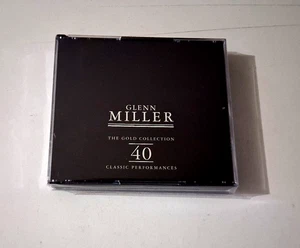 GLENN
MILLER
THE GOLD COLLECTION
40
CLASSIC PERFORMANCES